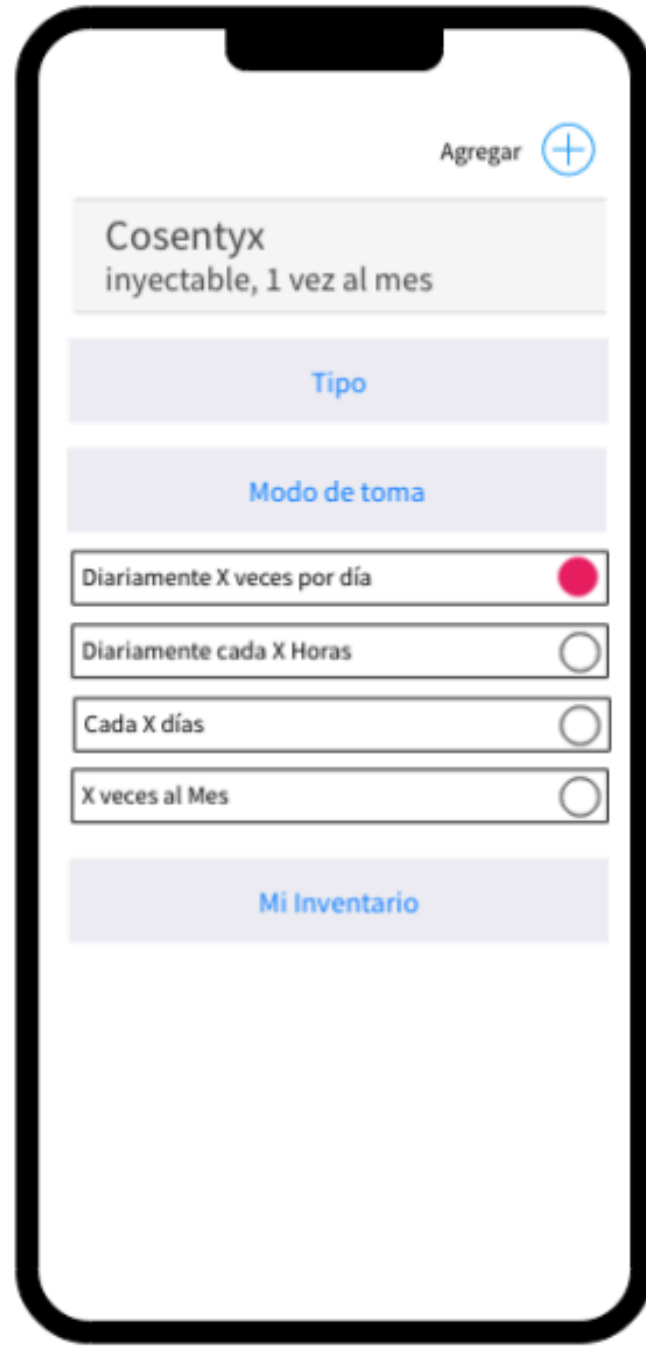 Agregar
Cosentyx
inyectable, 1 vez al mes
Tipo
Modo de toma
Diariamente X veces por día
Diariamente cada X Horas
Cada X días
X veces al Mes
Mi Inventario